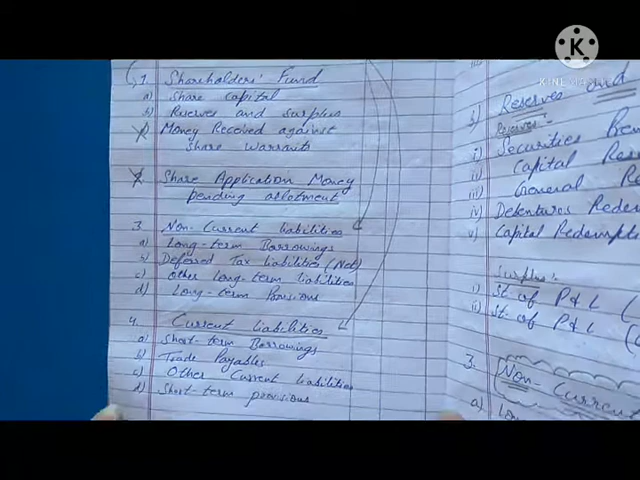 K
KINEMASTER
1. Shareholders' Fund
a) Share Capital
b) Reserves and Surplus
c) Money Received against
Share Warrants
2. Share Application Money
pending allotment
3. Non-Current liabilities
a) Long-term Borrowings
b) Deferred Tax liabilities (Net)
c) Other Long-term liabilities
d) Long-term Provisions
4. Current liabilities
a) Short-term Borrowings
b) Trade Payables
c) Other Current liabilities
d) Short-term provisions
Reserves and
Reserves:-
i) Securities
ii) Capital
iii) General
iv) Debentures
v) Capital
Surplus:
i) St. of P & L
ii) St. of P & L
3.
Non-Current
a)